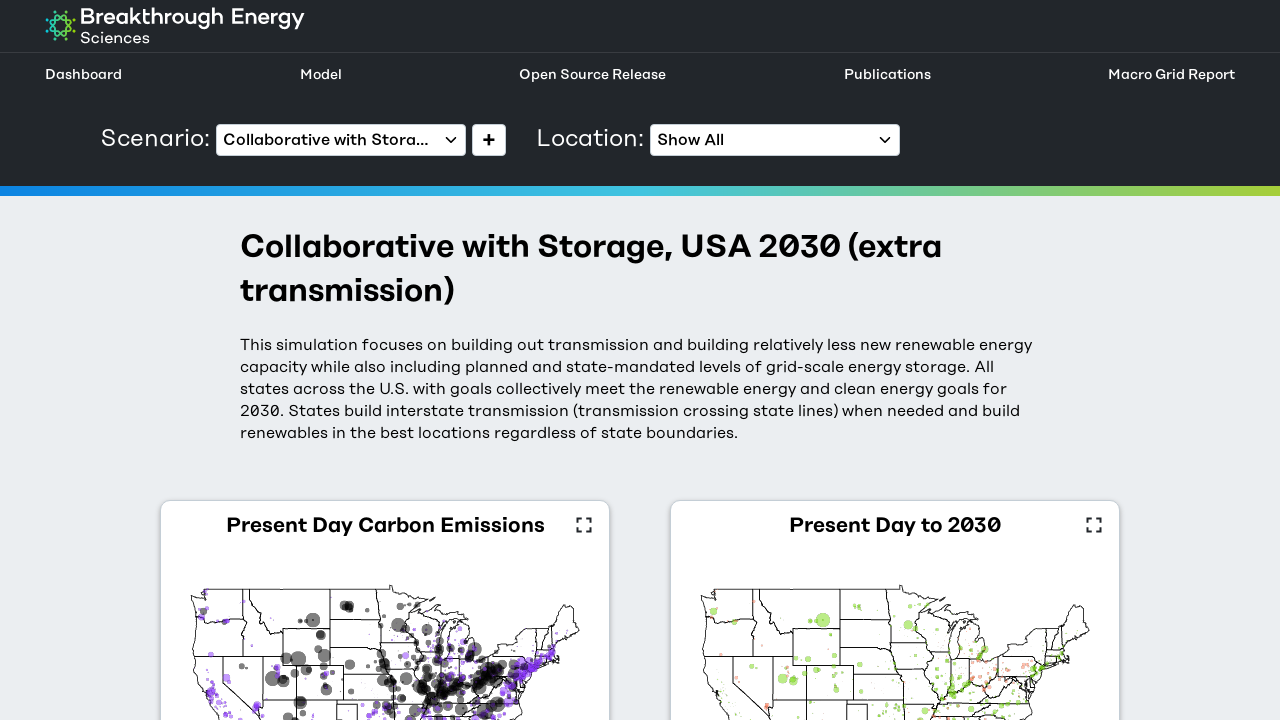 Breakthrough Energy
Sciences
Dashboard
Model
Open Source Release
Publications
Macro Grid Report
Scenario:
Collaborative with Stora...
+
Location:
Show All
Collaborative with Storage, USA 2030 (extra
transmission)
This simulation focuses on building out transmission and building relatively less new renewable energy
capacity while also including planned and state-mandated levels of grid-scale energy storage. All
states across the U.S. with goals collectively meet the renewable energy and clean energy goals for
2030. States build interstate transmission (transmission crossing state lines) when needed and build
renewables in the best locations regardless of state boundaries.
Present Day Carbon Emissions
Present Day to 2030